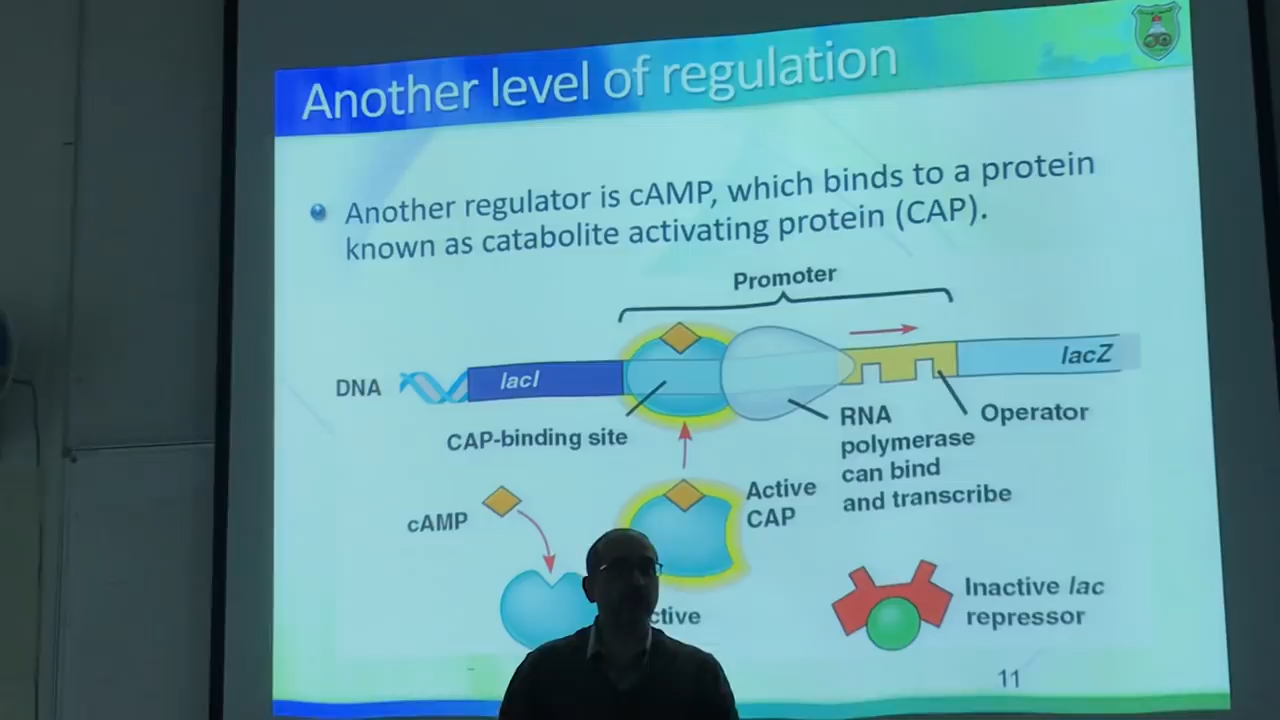 Another level of regulation
Another regulator is cAMP, which binds to a protein
known as catabolite activating protein (CAP).
Promoter
DNA
lacI
lacZ
CAP-binding site
RNA
polymerase
can bind
and transcribe
Operator
cAMP
Active
CAP
ctive
Inactive lac
repressor
11